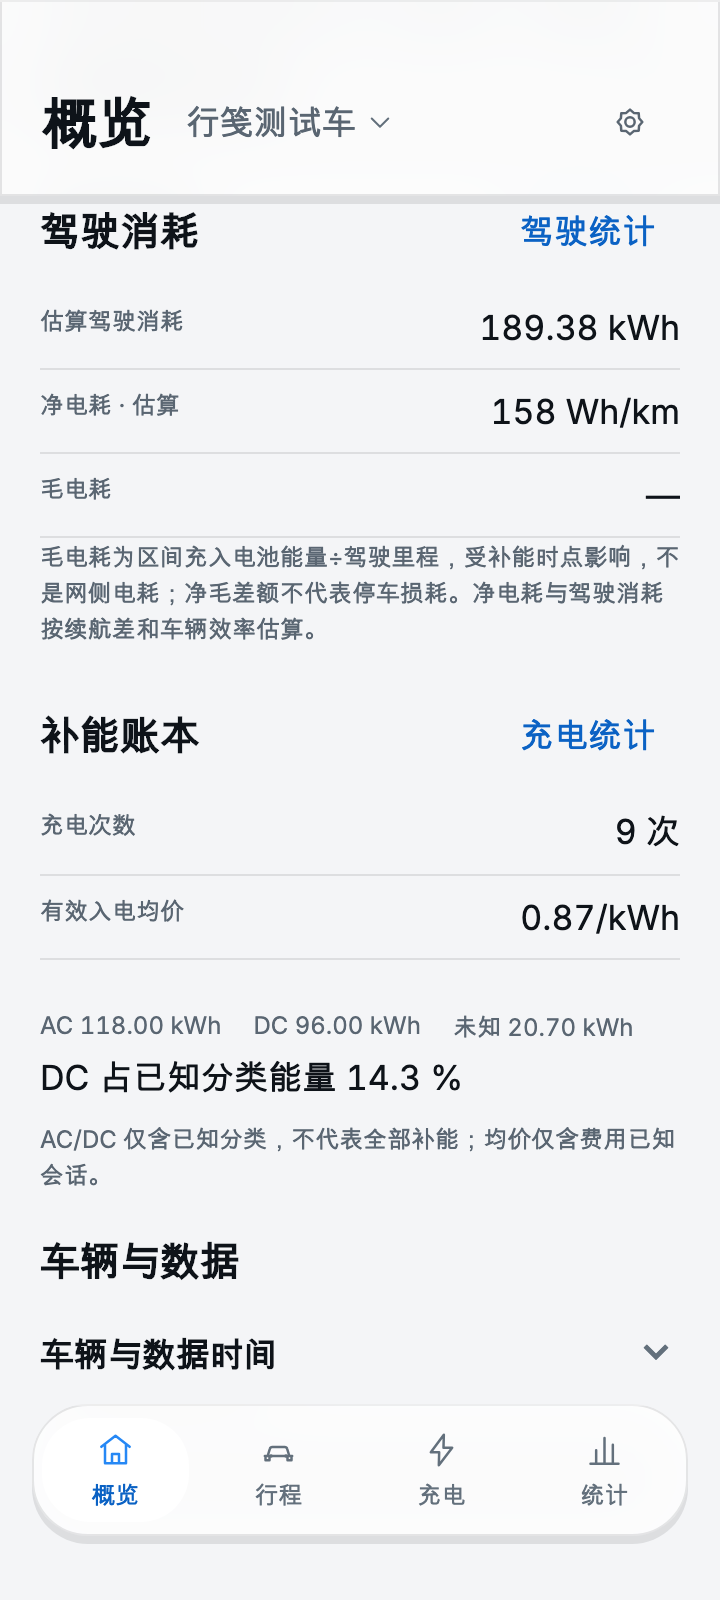 概览 行笺测试车
驾驶消耗 驾驶统计
估算驾驶消耗 189.38 kWh
净电耗 · 估算 158 Wh/km
毛电耗 —
毛电耗为区间充入电池能量÷驾驶里程，受补能时点影响，不
是网侧电耗；净毛差额不代表停车损耗。净电耗与驾驶消耗
按续航差和车辆效率估算。
补能账本 充电统计
充电次数 9 次
有效入电均价 0.87/kWh
AC 118.00 kWh DC 96.00 kWh 未知 20.70 kWh
DC 占已知分类能量 14.3 %
AC/DC 仅含已知分类，不代表全部补能；均价仅含费用已知
会话。
车辆与数据
车辆与数据时间
概览 行程 充电 统计